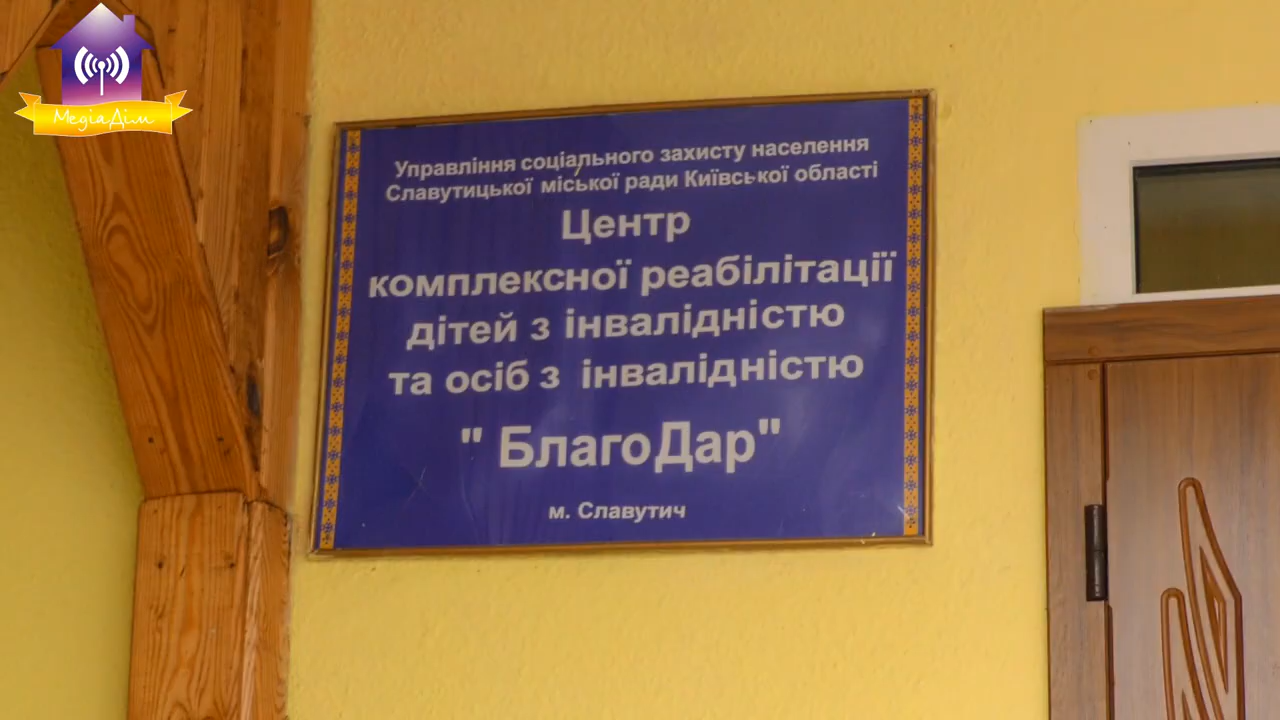 МедіаДім
Управління соціального захисту населення
Славутицької міської ради Київської області
Центр
комплексної реабілітації
дітей з інвалідністю
та осіб з інвалідністю
" БлагоДар"
м. Славутич